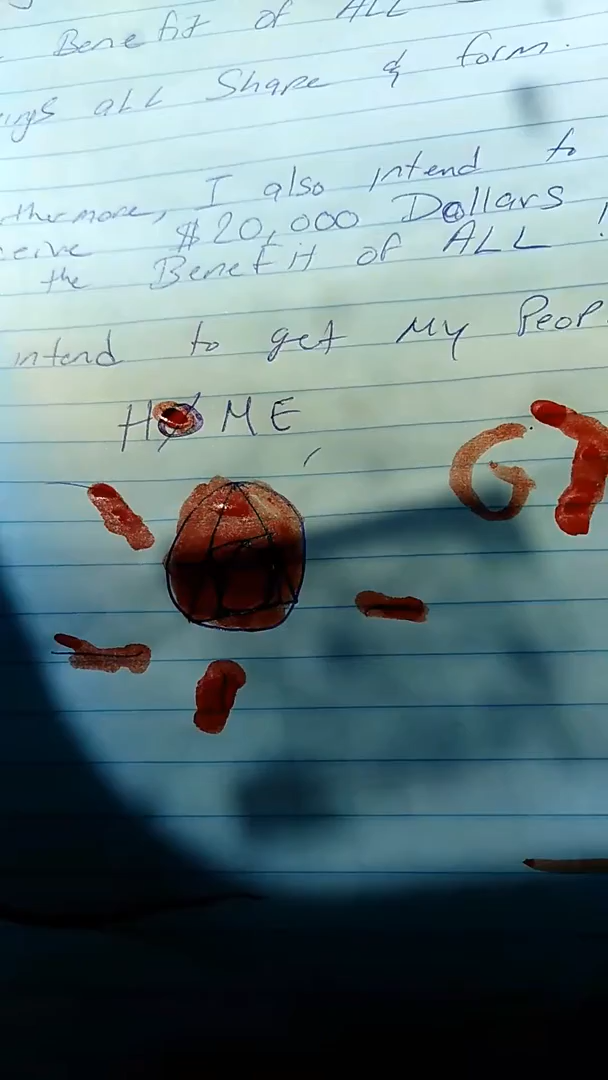 Benefit of ALL
ALL Shape & form.
I also intend to
$20,000 Dollars
the Benefit of ALL !
intend to get My
HOME
G